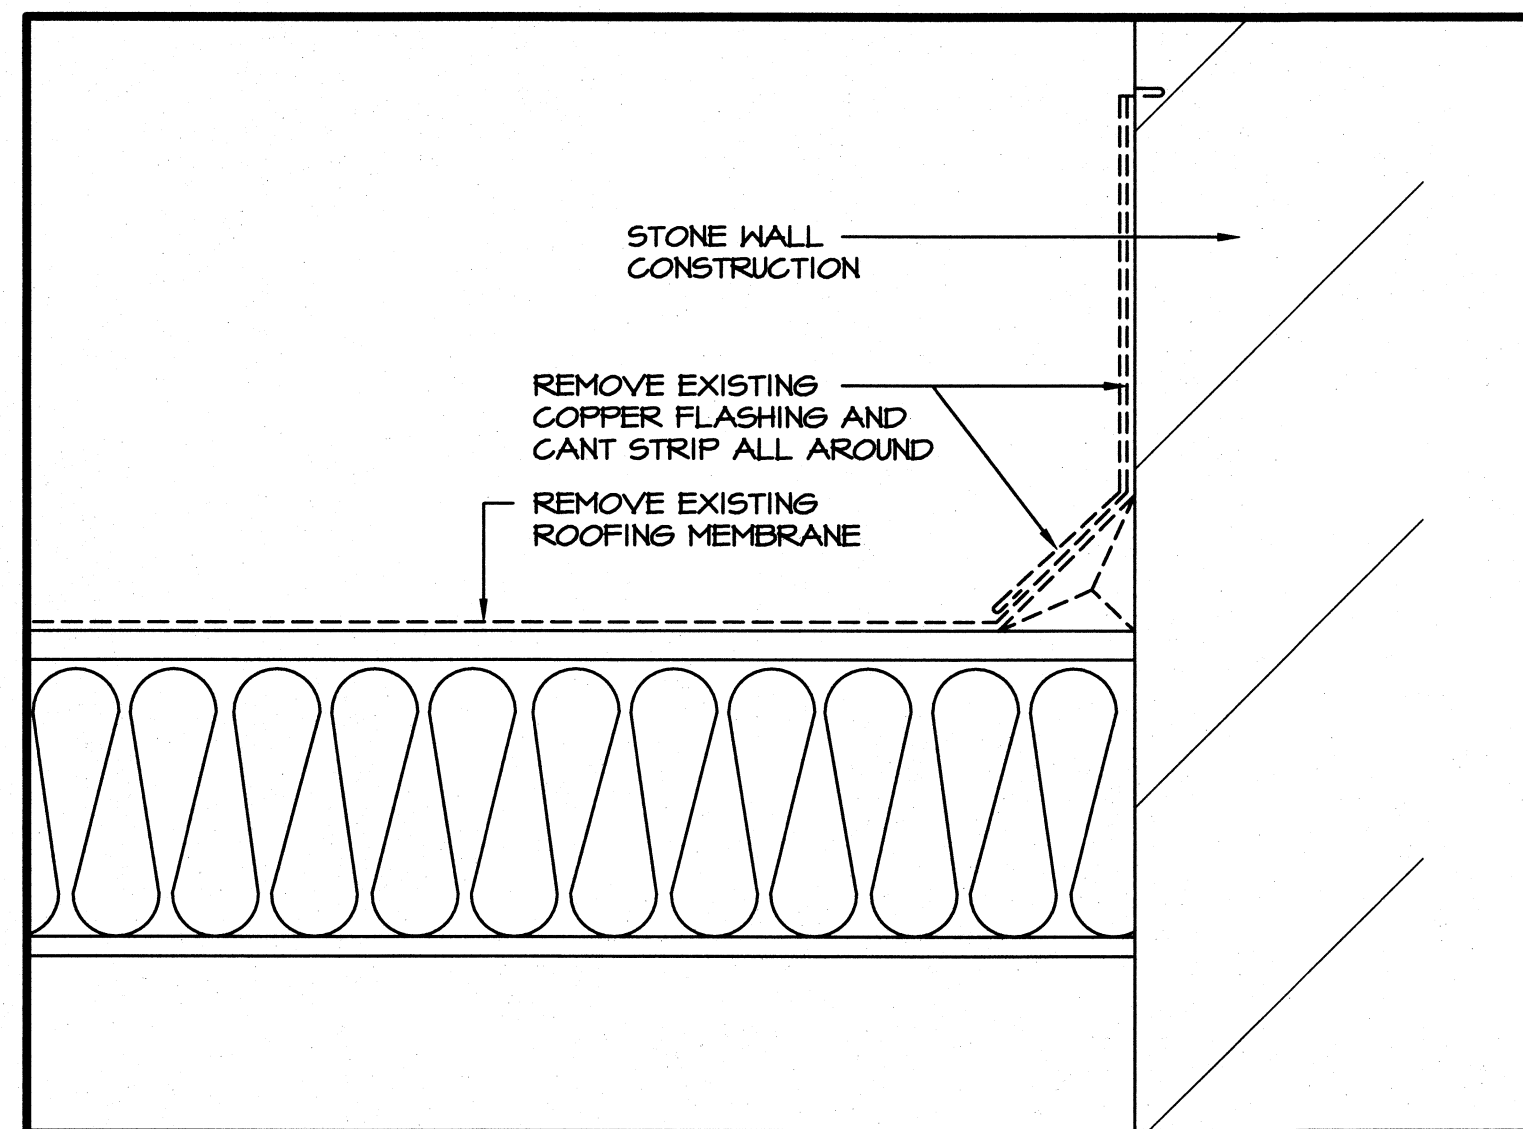 STONE WALL
CONSTRUCTION
REMOVE EXISTING
COPPER FLASHING AND
CANT STRIP ALL AROUND
REMOVE EXISTING
ROOFING MEMBRANE